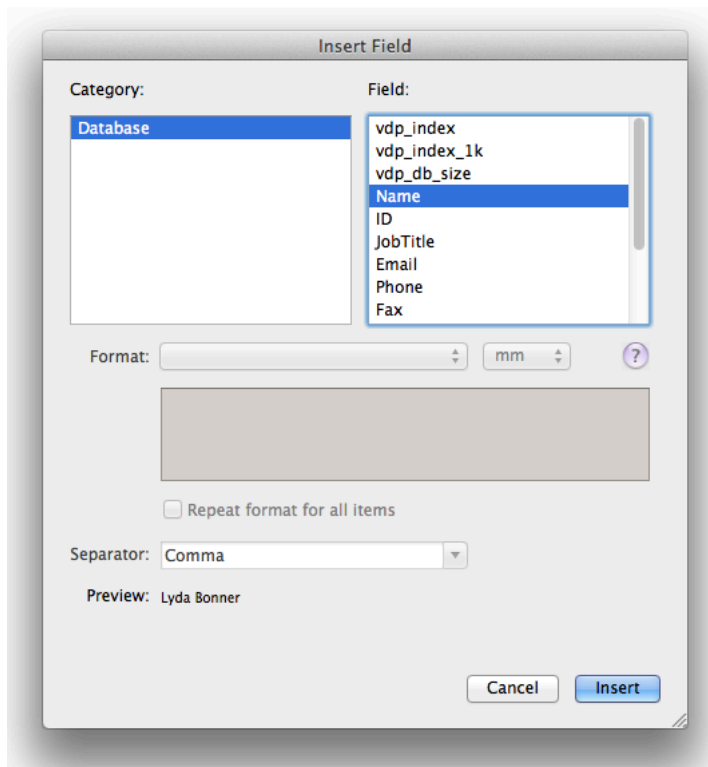 Insert Field
Category:
Field:
Database
vdp_index
vdp_index_1k
vdp_db_size
Name
ID
JobTitle
Email
Phone
Fax
Format:
mm
?
Repeat format for all items
Separator: Comma
Preview: Lyda Bonner
Cancel
Insert